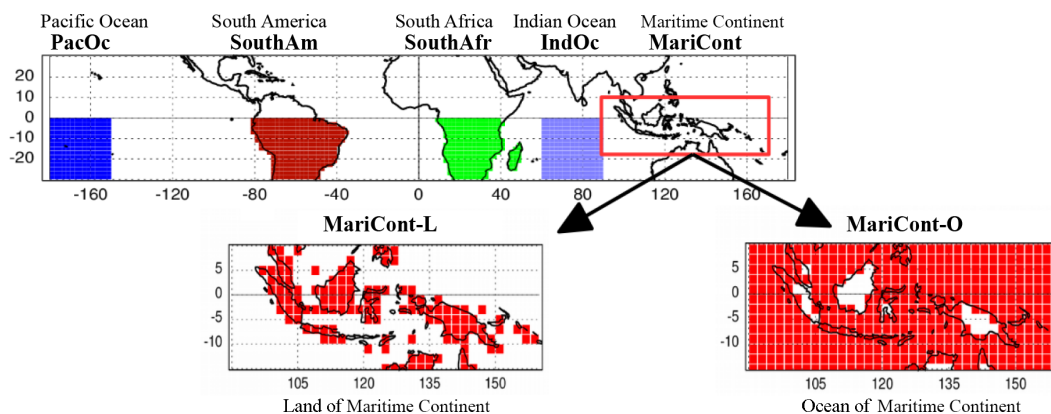 Pacific Ocean South America South Africa Indian Ocean Maritime Continent
PacOc SouthAm SouthAfr IndOc MariCont
20
10
0
-10
-20
-160 -120 -80 -40 0 40 80 120 160
MariCont-L MariCont-O
5 5
0 0
-5 -5
-10 -10
105 120 135 150 105 120 135 150
Land of Maritime Continent Ocean of Maritime Continent